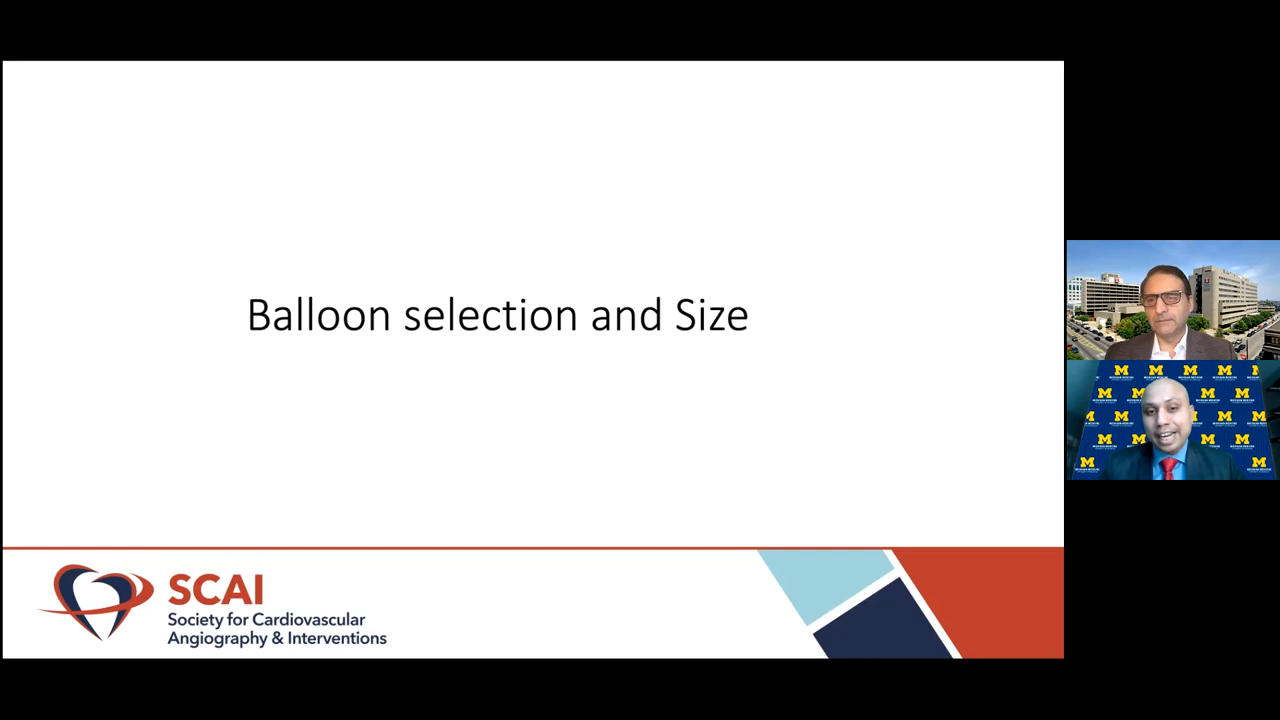 Balloon selection and Size
SCAI
Society for Cardiovascular
Angiography & Interventions
M M M M M
M M M M
M M M M
M M M M
M M